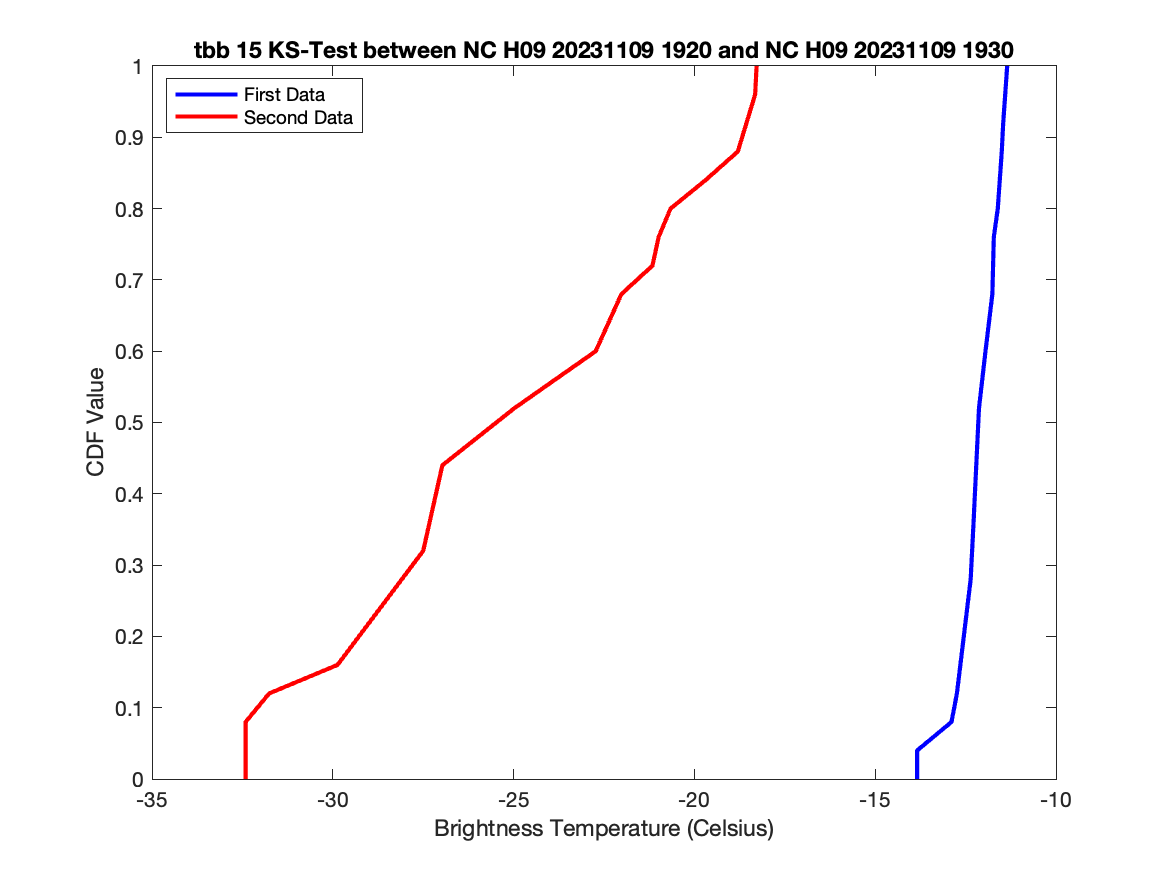 tbb 15 KS-Test between NC H09 20231109 1920 and NC H09 20231109 1930
First Data
Second Data
1
0.9
0.8
0.7
0.6
0.5
0.4
0.3
0.2
0.1
0
CDF Value
-35 -30 -25 -20 -15 -10
Brightness Temperature (Celsius)